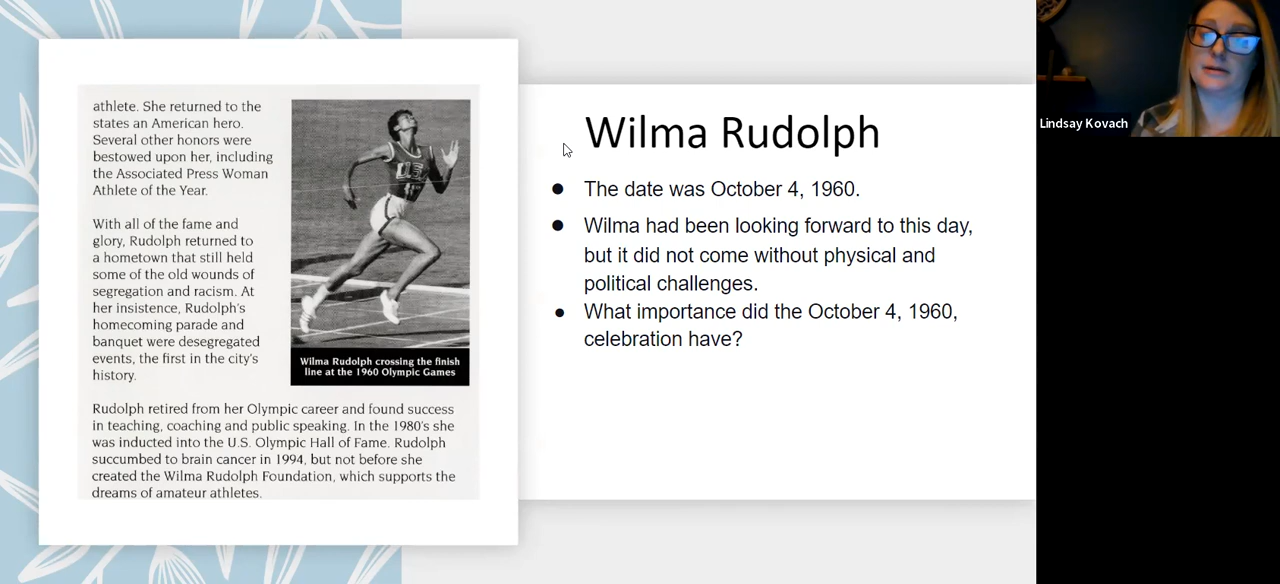 athlete. She returned to the
states an American hero.
Several other honors were
bestowed upon her, including
the Associated Press Woman
Athlete of the Year.
With all of the fame and
glory, Rudolph returned to
a hometown that still held
some of the old wounds of
segregation and racism. At
her insistence, Rudolph's
homecoming parade and
banquet were desegregated
events, the first in the city's
history.
Wilma Rudolph crossing the finish
line at the 1960 Olympic Games
Rudolph retired from her Olympic career and found success
in teaching, coaching and public speaking. In the 1980's she
was inducted into the U.S. Olympic Hall of Fame. Rudolph
succumbed to brain cancer in 1994, but not before she
created the Wilma Rudolph Foundation, which supports the
dreams of amateur athletes.
Wilma Rudolph
● The date was October 4, 1960.
● Wilma had been looking forward to this day,
but it did not come without physical and
political challenges.
● What importance did the October 4, 1960,
celebration have?
Lindsay Kovach